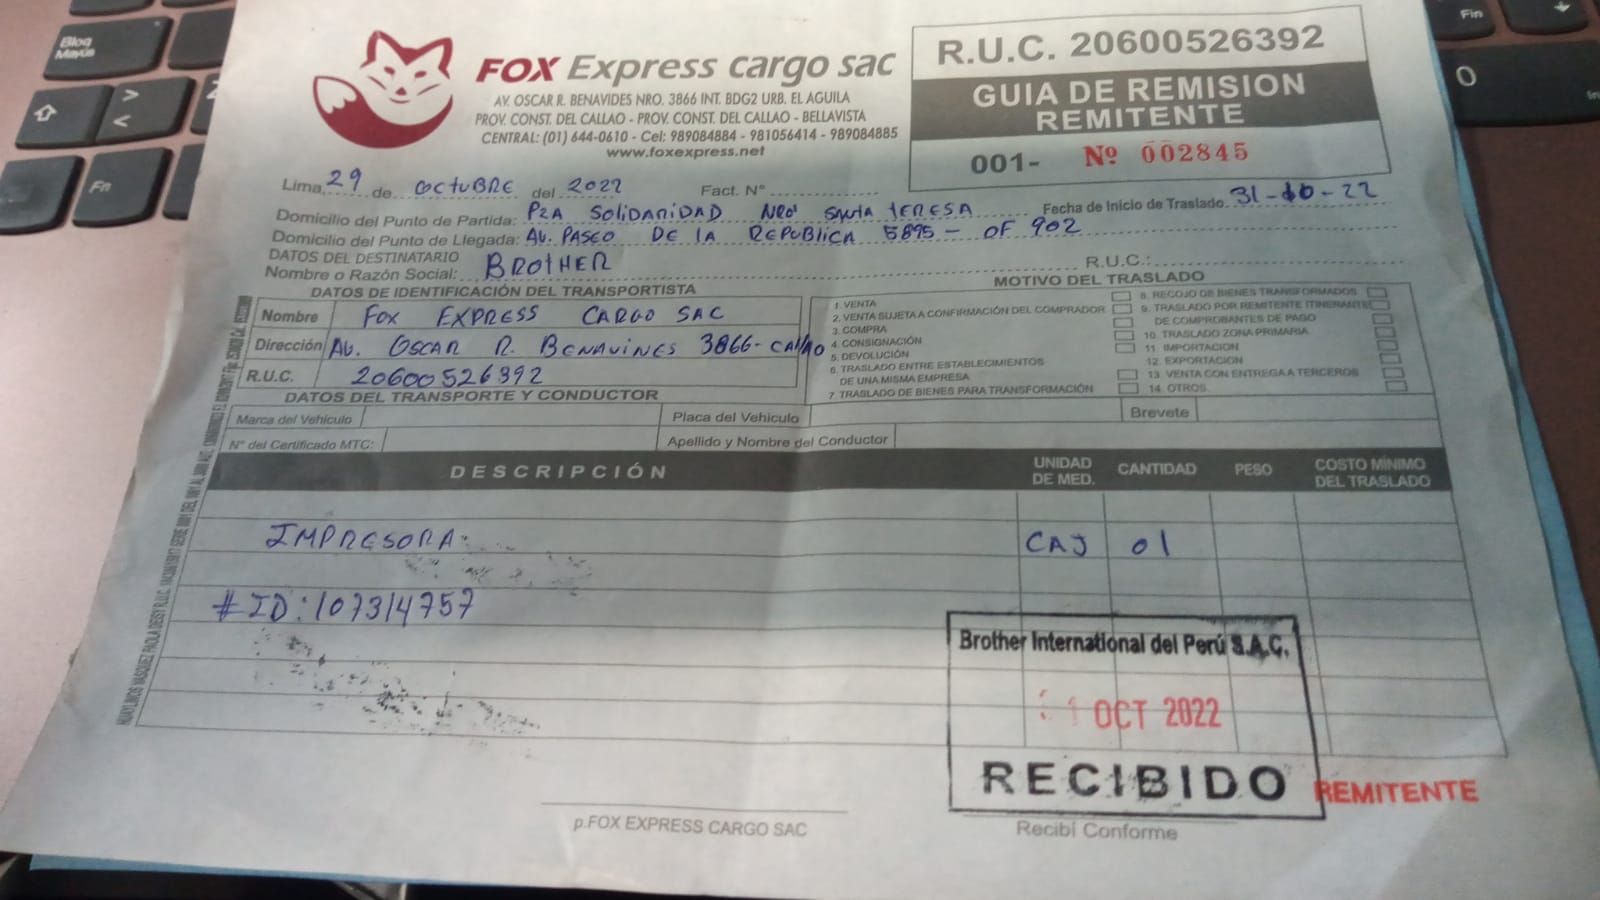 FOX Express cargo sac
AV. OSCAR R. BENAVIDES NRO. 3866 INT. BDG2 URB. EL AGUILA
PROV. CONST. DEL CALLAO - PROV. CONST. DEL CALLAO - BELLAVISTA
CENTRAL: (01) 644-0610 - Cel: 989084884 - 981056414 - 989084885
www.foxexpress.net
R.U.C. 20600526392
GUIA DE REMISION
REMITENTE
001- Nº 002845
Lima, 29 de OCTUBRE del 2022 Fact. N°
Domicilio del Punto de Partida: PZA SOLIDARIDAD NRO1 SANTA TERESA Fecha de Inicio de Traslado. 31-10-22
Domicilio del Punto de Llegada: AV. PASEO DE LA REPUBLICA 5895 - OF 902
DATOS DEL DESTINATARIO
Nombre o Razón Social: BROTHER R.U.C.:
DATOS DE IDENTIFICACIÓN DEL TRANSPORTISTA
Nombre FOX EXPRESS CARGO SAC
Dirección AV. OSCAR R. BENAVINES 3866 - CALLAO
R.U.C. 20600526392
MOTIVO DEL TRASLADO
1. VENTA
2. VENTA SUJETA A CONFIRMACIÓN DEL COMPRADOR
3. COMPRA
4. CONSIGNACIÓN
5. DEVOLUCIÓN
6. TRASLADO ENTRE ESTABLECIMIENTOS
DE UNA MISMA EMPRESA
7. TRASLADO DE BIENES PARA TRANSFORMACIÓN
8. RECOJO DE BIENES TRANSFORMADOS
9. TRASLADO POR REMITENTE ITINERANTE
DE COMPROBANTES DE PAGO
10. TRASLADO ZONA PRIMARIA
11 IMPORTACION
12. EXPORTACION
13 VENTA CON ENTREGA A TERCEROS
14. OTROS
DATOS DEL TRANSPORTE Y CONDUCTOR
Marca del Vehiculo Placa del Vehiculo Brevete
N° del Certificado MTC: Apellido y Nombre del Conductor
DESCRIPCIÓN UNIDAD DE MED. CANTIDAD PESO COSTO MÍNIMO DEL TRASLADO
IMPRESORA CAJ 01
# ID: 107314757
Brother International del Perú S.A.C.
31 OCT 2022
RECIBIDO
REMITENTE
p.FOX EXPRESS CARGO SAC
Recibí Conforme
Bloq
Mayús
>
<
Z
Fn
Fin
O
In